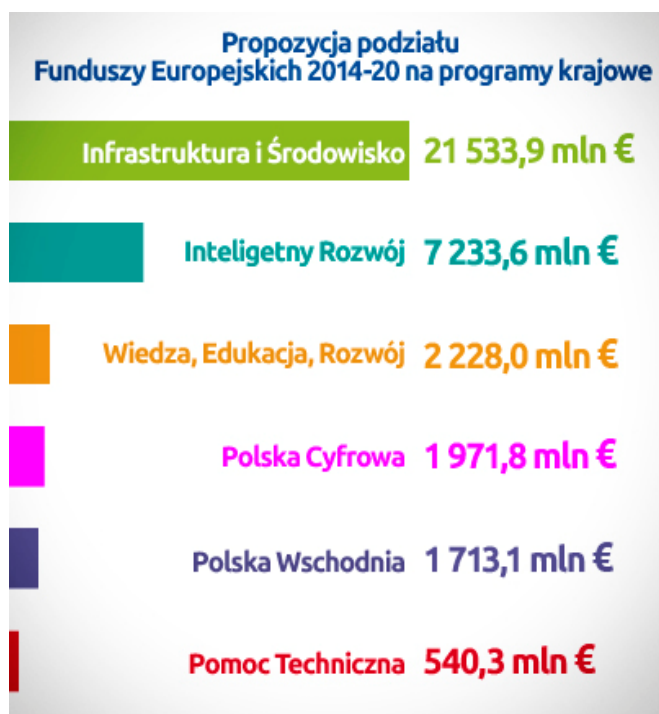 Propozycja podziału
Funduszy Europejskich 2014-20 na programy krajowe
Infrastruktura i Środowisko 21 533,9 mln €
Inteligetny Rozwój 7 233,6 mln €
Wiedza, Edukacja, Rozwój 2 228,0 mln €
Polska Cyfrowa 1 971,8 mln €
Polska Wschodnia 1 713,1 mln €
Pomoc Techniczna 540,3 mln €